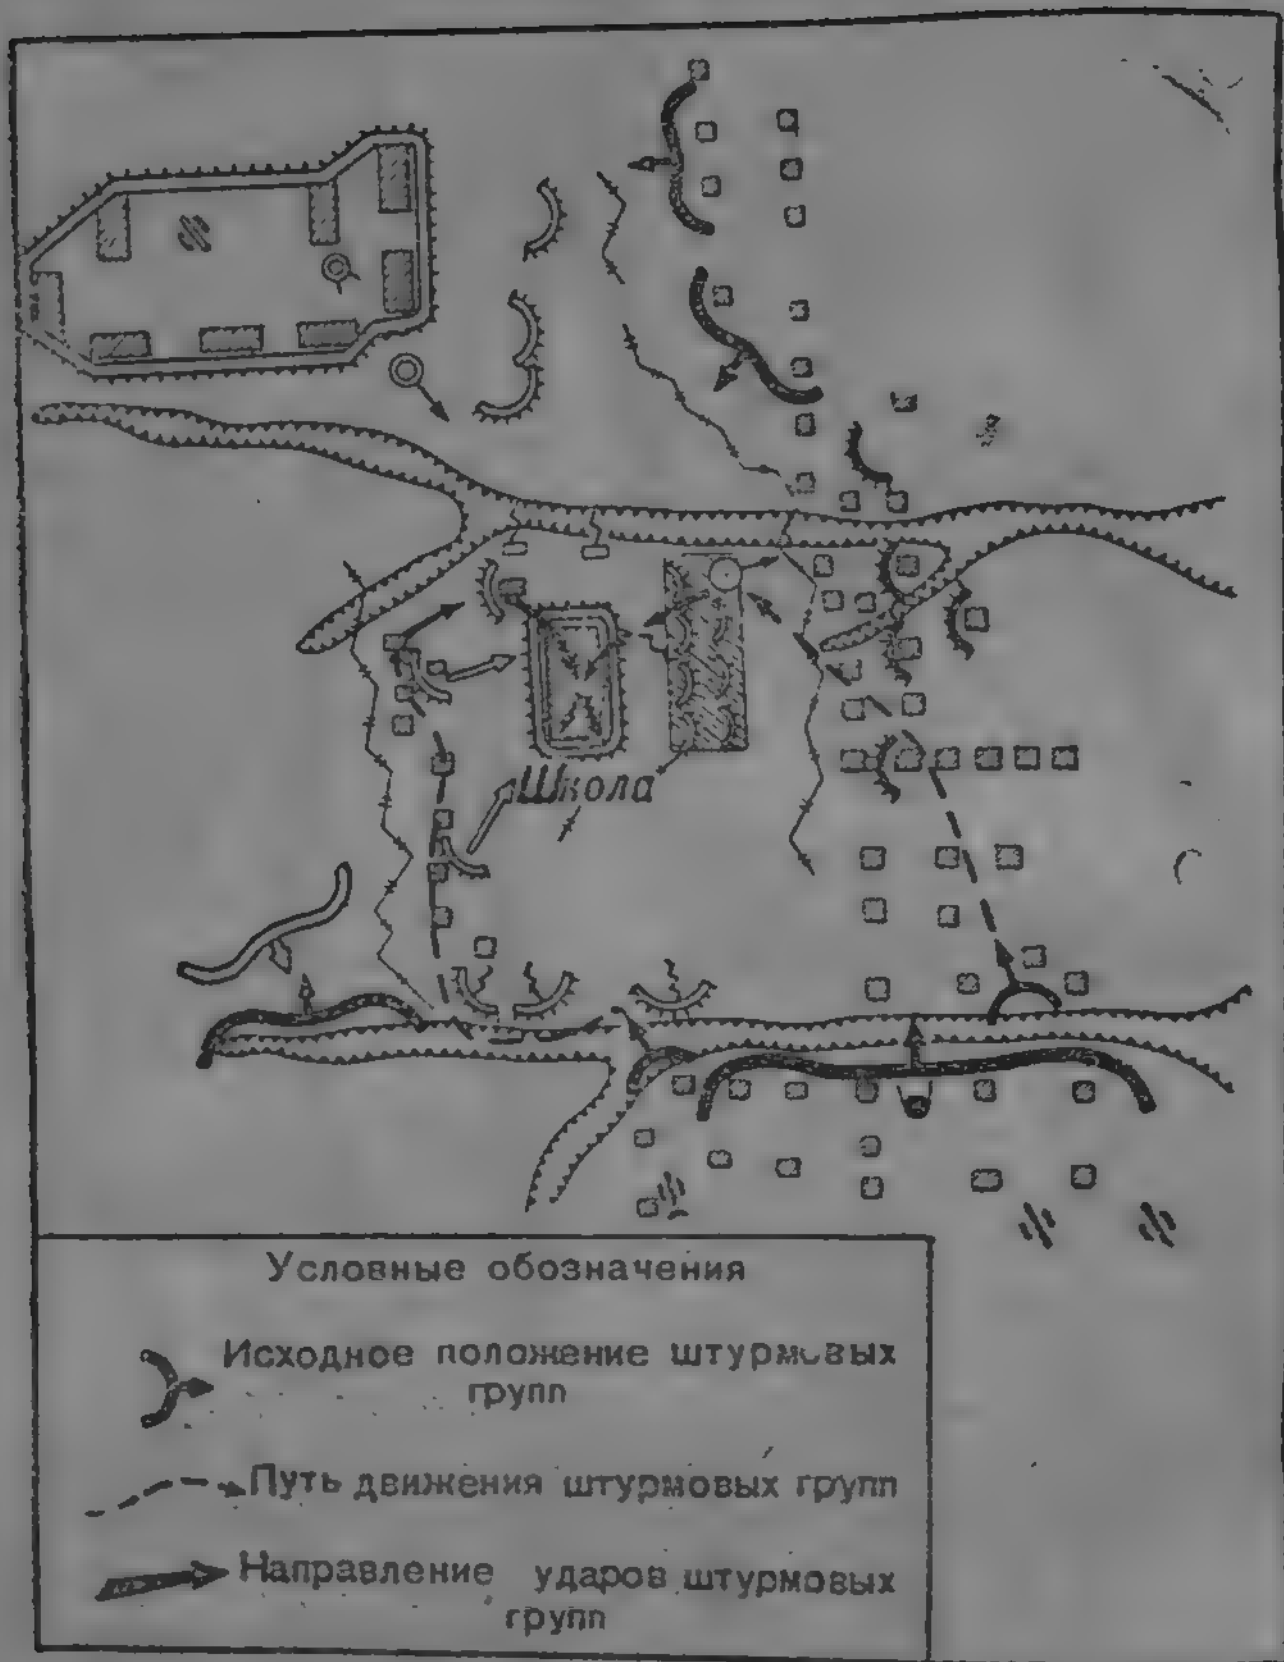 Школа
Условные обозначения
Исходное положение штурмовых
групп
Путь движения штурмовых групп
Направление ударов штурмовых
групп